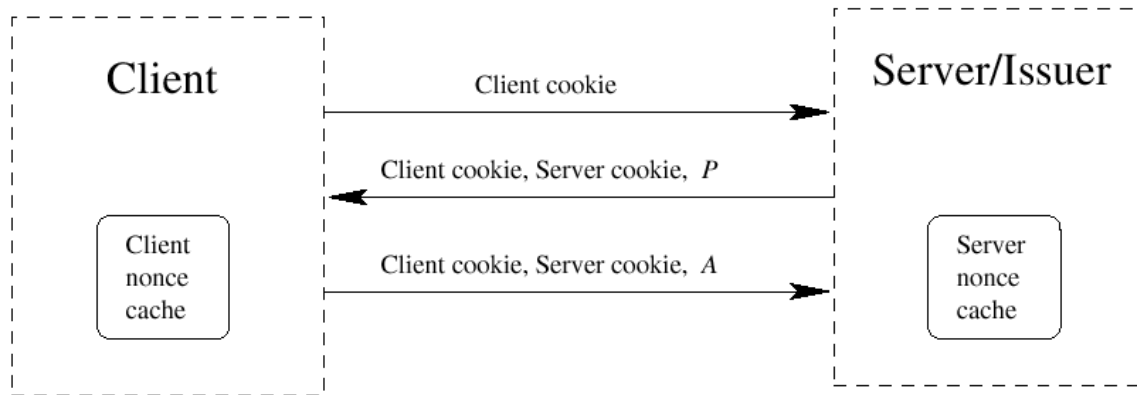 Client
Server/Issuer
Client cookie
Client cookie, Server cookie, P
Client cookie, Server cookie, A
Client
nonce
cache
Server
nonce
cache